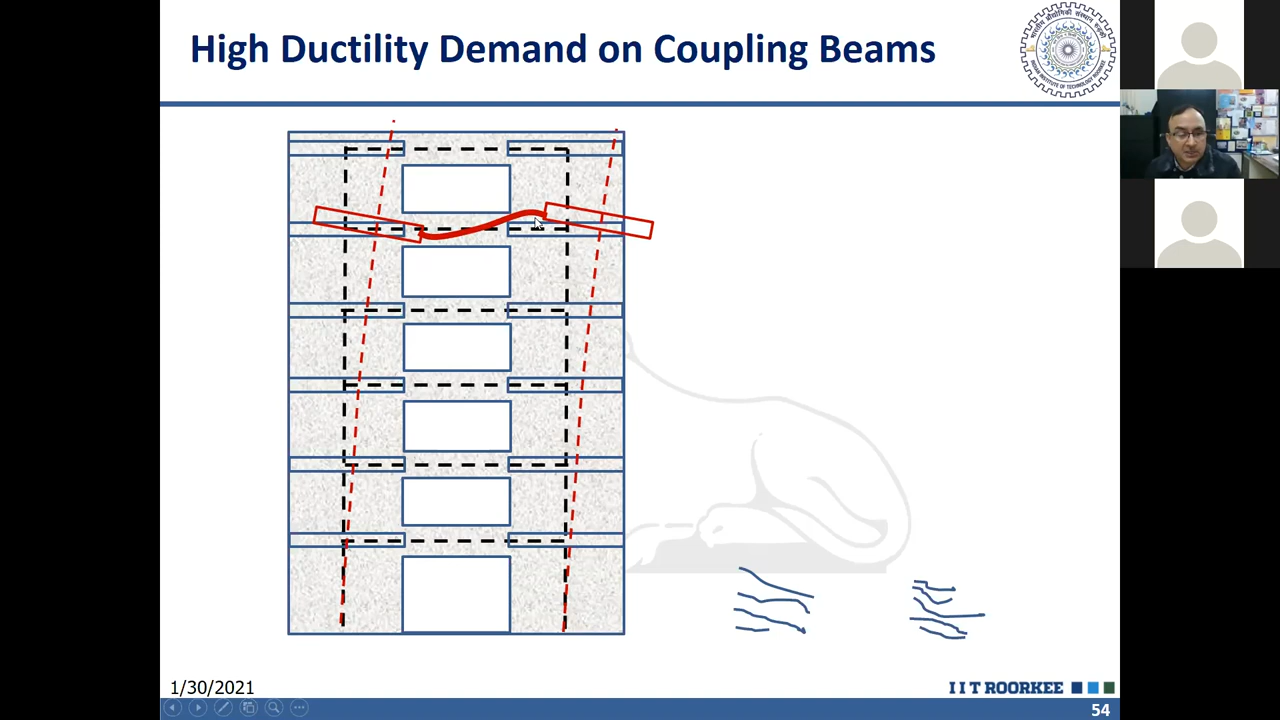 High Ductility Demand on Coupling Beams
1/30/2021
I I T ROORKEE
54